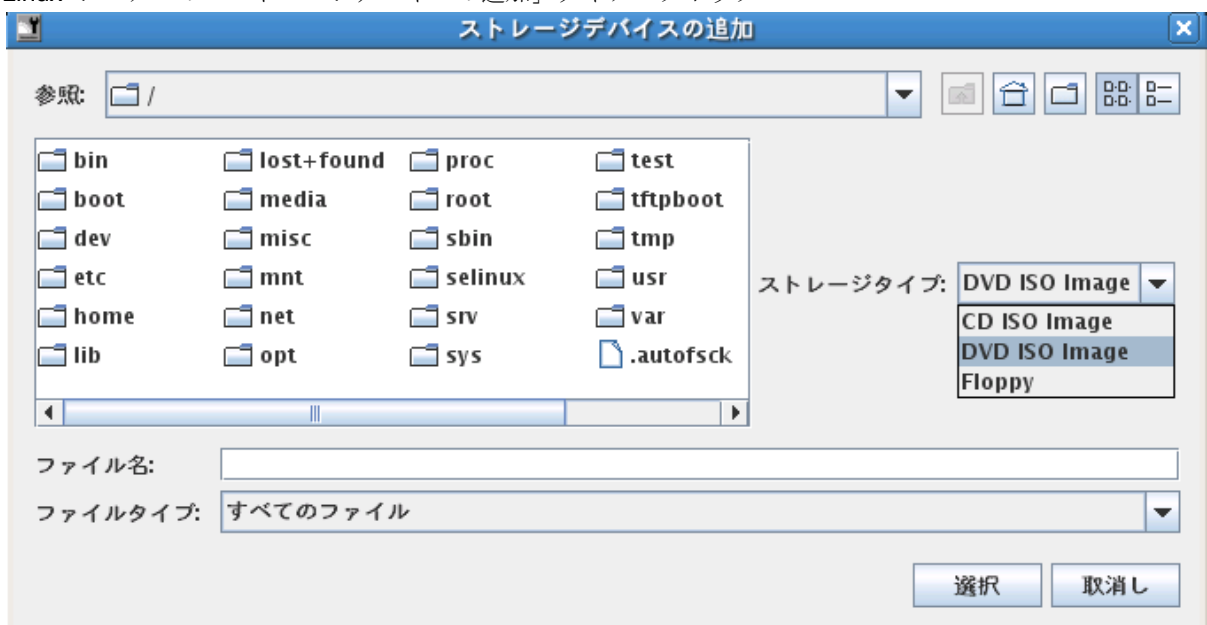 ストレージデバイスの追加
参照: /
bin lost+found proc test
boot media root tftpboot
dev misc sbin tmp
etc mnt selinux usr
home net srv var
lib opt sys .autofsck
ストレージタイプ: DVD ISO Image
CD ISO Image
DVD ISO Image
Floppy
ファイル名:
ファイルタイプ: すべてのファイル
選択 取消し